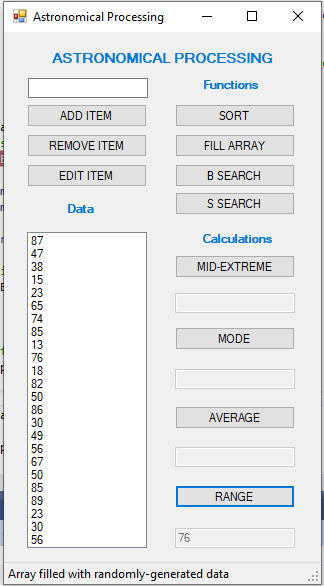 Astronomical Processing
ASTRONOMICAL PROCESSING
Functions
ADD ITEM
SORT
REMOVE ITEM
FILL ARRAY
EDIT ITEM
B SEARCH
S SEARCH
Data
Calculations
87
47
38
15
23
65
74
85
13
76
18
82
50
86
30
49
56
67
50
85
89
23
30
56
MID-EXTREME
MODE
AVERAGE
RANGE
76
Array filled with randomly-generated data